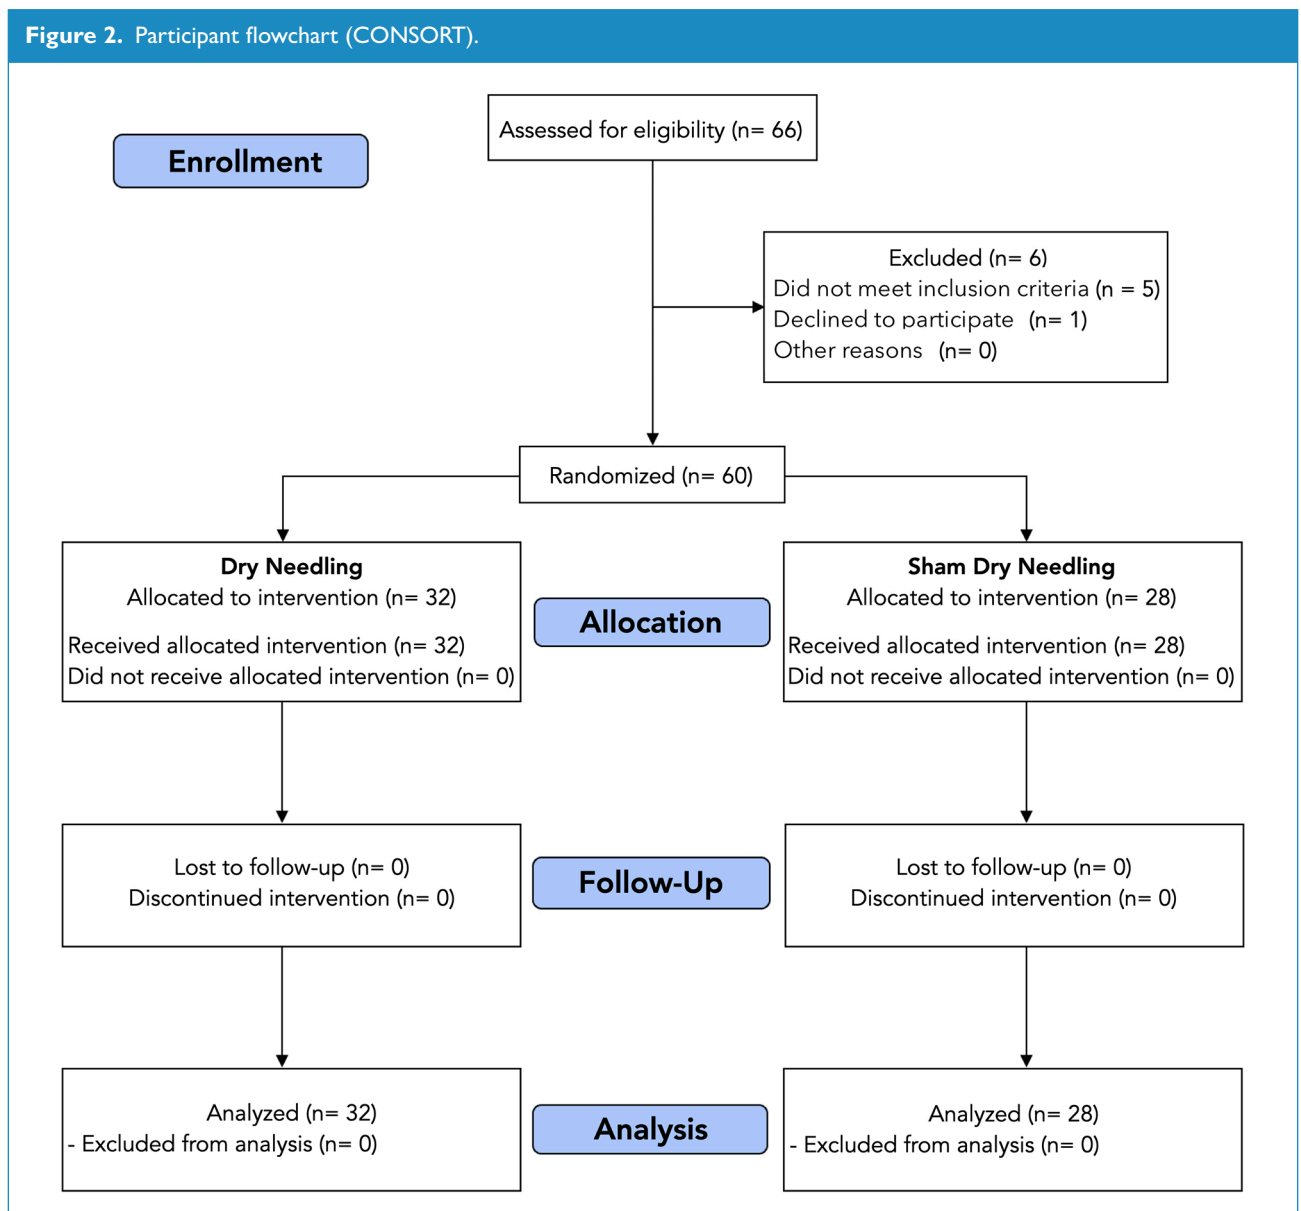 Figure 2. Participant flowchart (CONSORT).
Assessed for eligibility (n= 66)
Enrollment
Excluded (n= 6)
Did not meet inclusion criteria (n = 5)
Declined to participate (n= 1)
Other reasons (n= 0)
Randomized (n= 60)
Dry Needling
Allocated to intervention (n= 32)
Received allocated intervention (n= 32)
Did not receive allocated intervention (n= 0)
Allocation
Sham Dry Needling
Allocated to intervention (n= 28)
Received allocated intervention (n= 28)
Did not receive allocated intervention (n= 0)
Lost to follow-up (n= 0)
Discontinued intervention (n= 0)
Follow-Up
Lost to follow-up (n= 0)
Discontinued intervention (n= 0)
Analyzed (n= 32)
- Excluded from analysis (n= 0)
Analysis
Analyzed (n= 28)
- Excluded from analysis (n= 0)